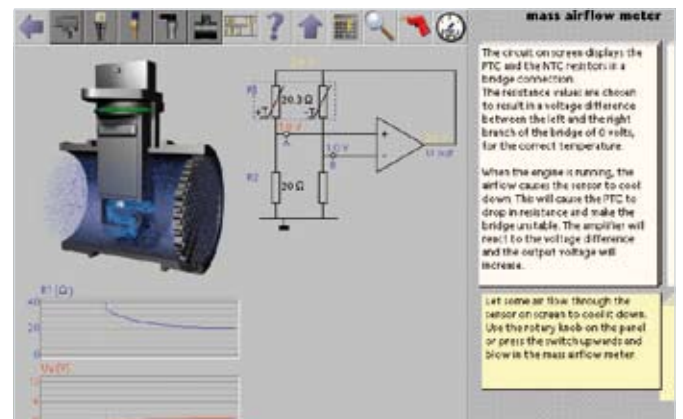 mass airflow meter
The circuit on screen displays the
PTC and the NTC resistors in a
bridge connection.
The resistance values are chosen
to result in a voltage difference
between the left and the right
branch of the bridge of 0 volts,
for the correct temperature.
When the engine is running, the
airflow causes the sensor to cool
down. This will cause the PTC to
drop in resistance and make the
bridge unstable. The amplifier will
react to the voltage difference
and the output voltage will
increase.
Let some air flow through the
sensor on screen to cool it down.
Use the rotary knob on the panel
or press the switch upwards and
blow in the mass airflow meter.
20.3 Ω
+T
-T
A
1.0 V
B
+
-
U out
R2
20 Ω
R1 (Ω)
40
20
0